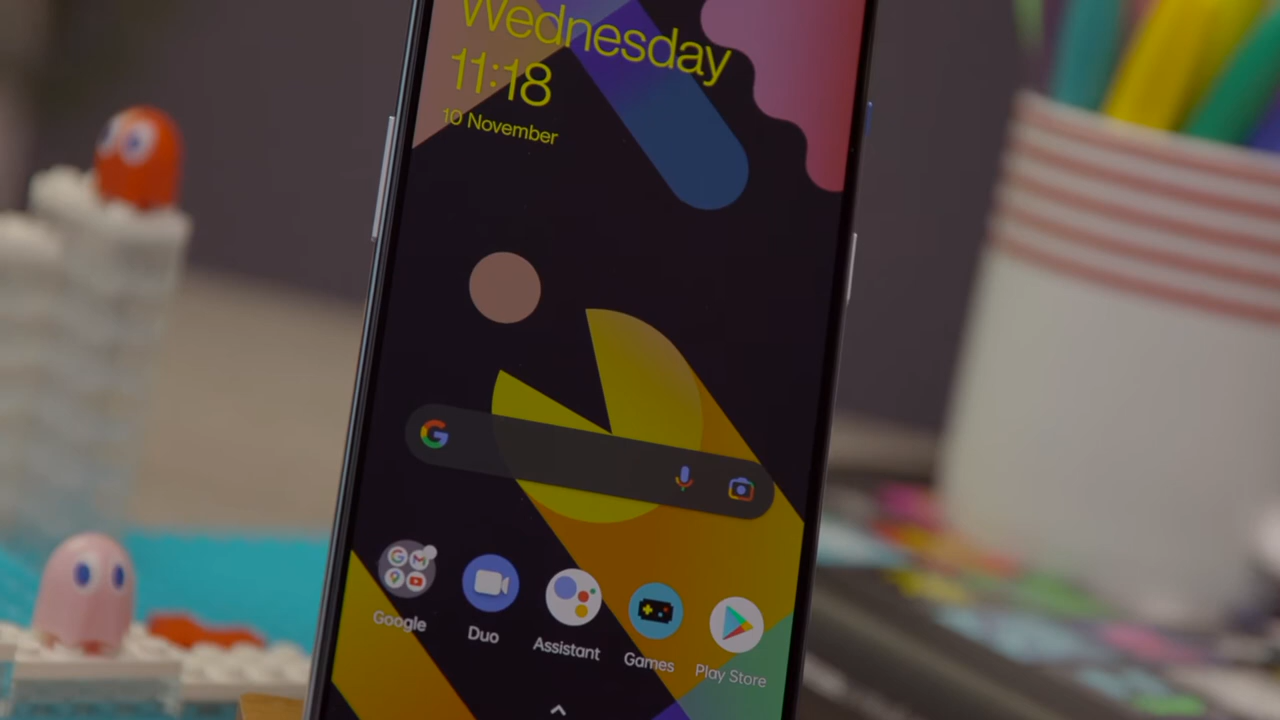 Wednesday
11:18
10 November
Google
Duo
Assistant
Games
Play Store